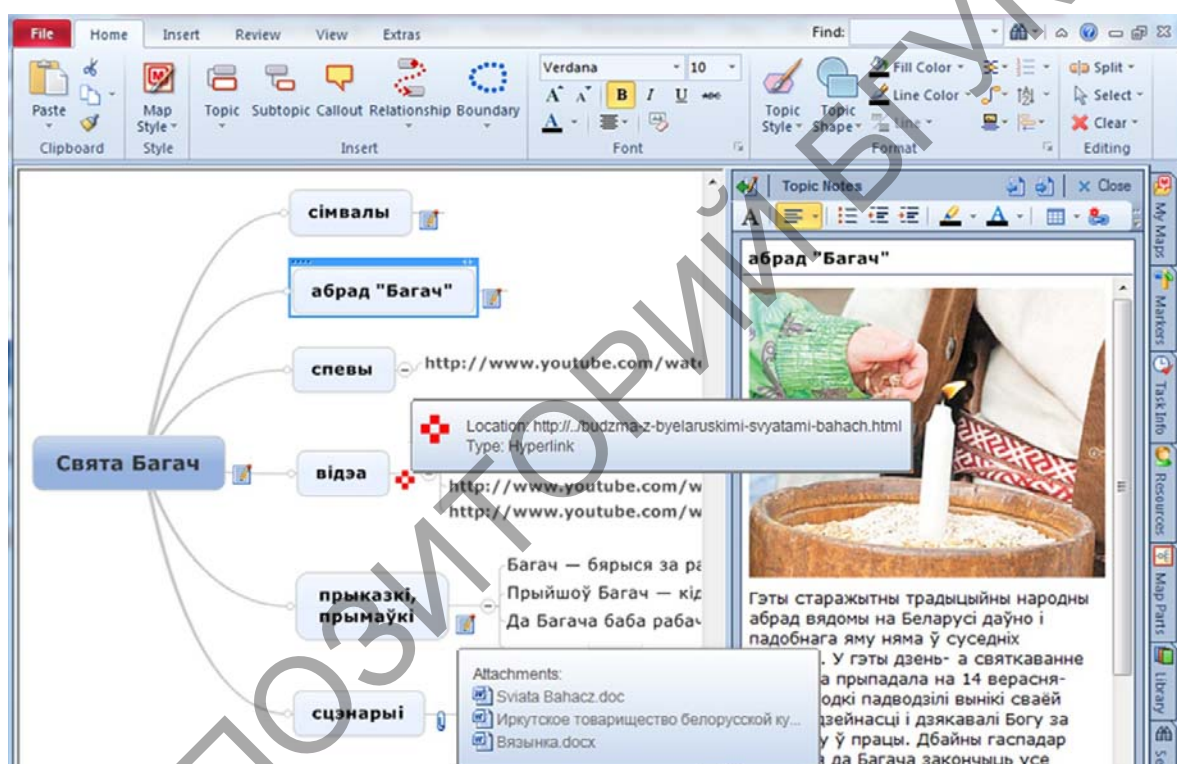 File Home Insert Review View Extras Find:
Paste
Map Style
Topic Subtopic Callout Relationship Boundary
Verdana 10
B I U abc
Topic Style Topic Shape
Fill Color
Line Color
Line
Split
Select
Clear
Clipboard Style Insert Font Format Editing
Topic Notes Close
сімвалы
абрад "Багач"
спевы
http://www.youtube.com/wat
Свята Багач
відэа
Location: http://../budzma-z-byelaruskimi-svyatami-bahach.html
Type: Hyperlink
http://www.youtube.com/w
http://www.youtube.com/w
прыказкі,
прымаўкі
Багач — бярыся за ра
Прыйшоў Багач — кід
Да Багача баба рабач
сцэнарыі
Attachments:
Sviata Bahacz.doc
Иркутское товарищество белорусской ку...
Вязынка.docx
абрад "Багач"
Гэты старажытны традыцыйны народны
абрад вядомы на Беларусі даўно і
падобнага яму няма ў суседніх
У гэты дзень- а святкаванне
а прыпадала на 14 верасня-
одкі падводзілі вынікі сваёй
дзейнасці і дзякавалі Богу за
у ў працы. Дбайны гаспадар
да Багача закончыць усе
My Maps
Markers
Task Info
Resources
Map Parts
Library
Se
ПОЗИТОРИЙ БГУК